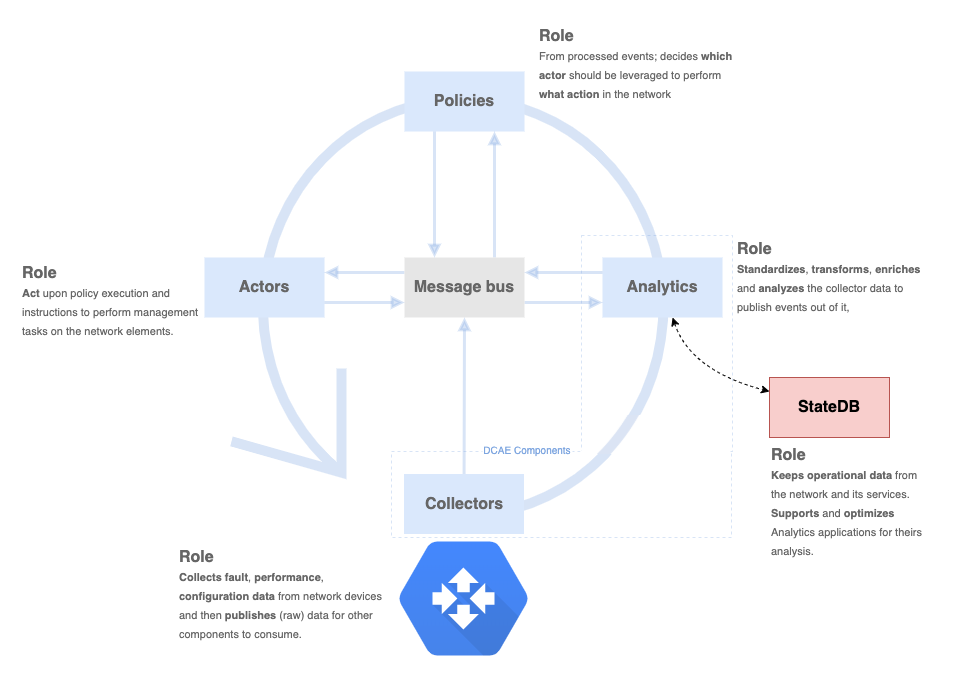 Role
From processed events; decides which
actor should be leveraged to perform
what action in the network
Policies
Role
Act upon policy execution and
instructions to perform management
tasks on the network elements.
Actors
Message bus
Analytics
Role
Standardizes, transforms, enriches
and analyzes the collector data to
publish events out of it,
StateDB
Role
Keeps operational data from
the network and its services.
Supports and optimizes
Analytics applications for theirs
analysis.
DCAE Components
Collectors
Role
Collects fault, performance,
configuration data from network devices
and then publishes (raw) data for other
components to consume.